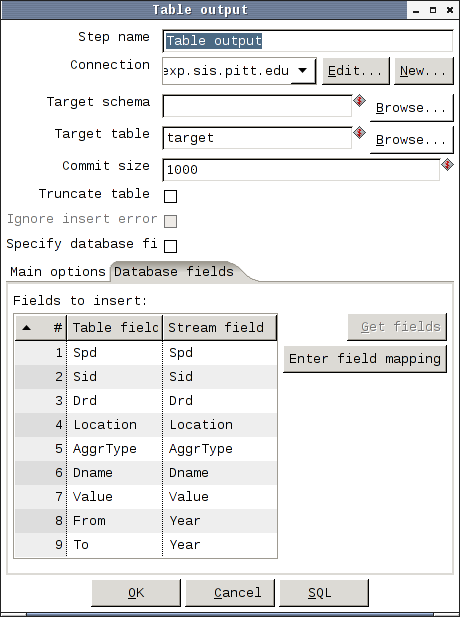 Table output
Step name Table output
Connection exp.sis.pitt.edu Edit... New...
Target schema Browse...
Target table target Browse...
Commit size 1000
Truncate table
Ignore insert error
Specify database fi
Main options Database fields
Fields to insert:
# Table field Stream field Get fields
1 Spd Spd Enter field mapping
2 Sid Sid
3 Drd Drd
4 Location Location
5 AggrType AggrType
6 Dname Dname
7 Value Value
8 From Year
9 To Year
OK Cancel SQL